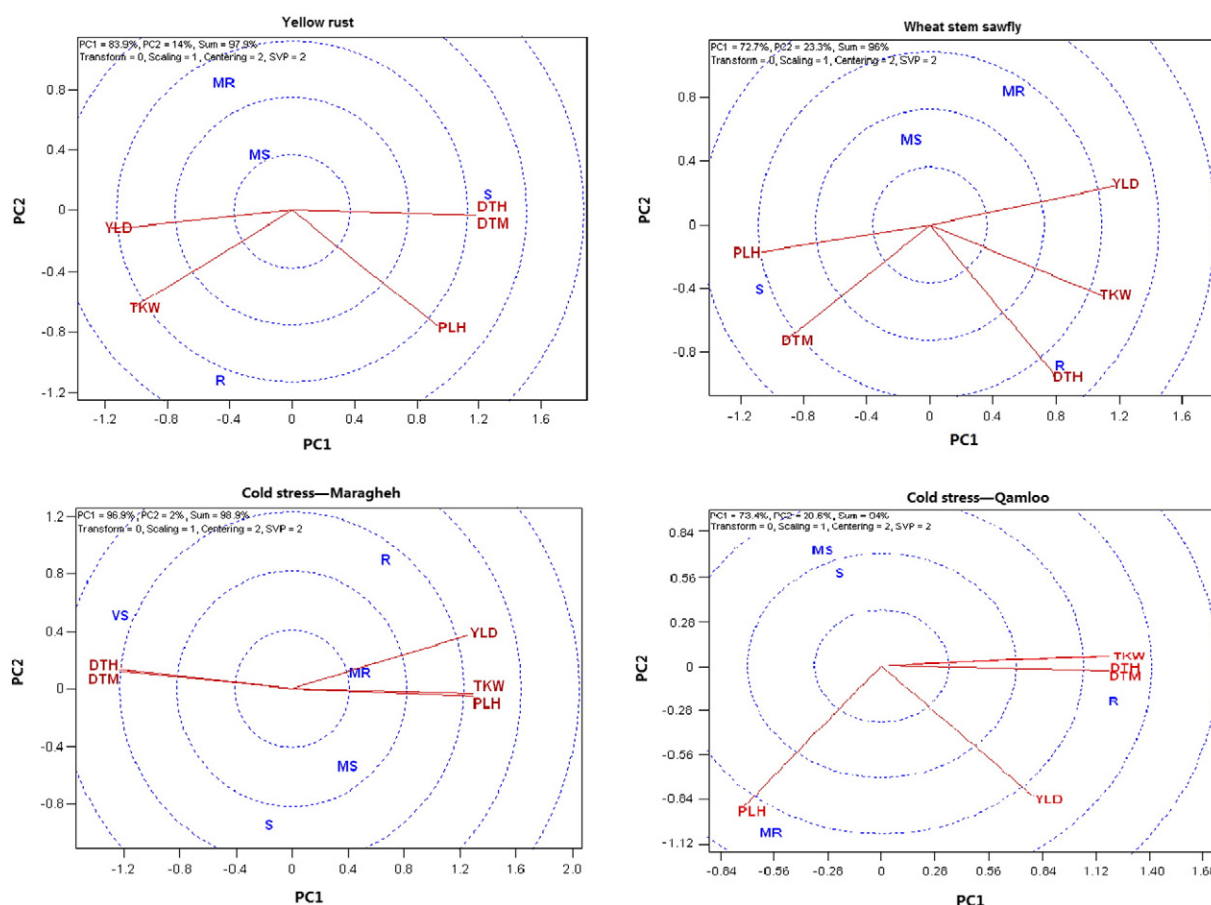 Yellow rust
PC1 = 83.9%, PC2 = 14%, Sum = 97.9%
Transform = 0, Scaling = 1, Centering = 2, SVP = 2
MR
MS
S
DTH
DTM
YLD
TKW
PLH
R
0.8
0.4
0
-0.4
-0.8
-1.2
PC2
-1.2
-0.8
-0.4
0
0.4
0.8
1.2
1.6
PC1
Wheat stem sawfly
PC1 = 72.7%, PC2 = 23.3%, Sum = 96%
Transform = 0, Scaling = 1, Centering = 2, SVP = 2
MR
MS
YLD
PLH
S
TKW
DTM
R
DTH
0.8
0.4
0
-0.4
-0.8
PC2
-1.2
-0.8
-0.4
0
0.4
0.8
1.2
1.6
PC1
Cold stress—Maragheh
PC1 = 96.9%, PC2 = 2%, Sum = 98.9%
Transform = 0, Scaling = 1, Centering = 2, SVP = 2
R
VS
YLD
DTH
DTM
MR
TKW
PLH
MS
S
1.2
0.8
0.4
0
-0.4
-0.8
PC2
-1.2
-0.8
-0.4
0
0.4
0.8
1.2
1.6
2.0
PC1
Cold stress—Qamloo
PC1 = 73.4%, PC2 = 20.6%, Sum = 94%
Transform = 0, Scaling = 1, Centering = 2, SVP = 2
MS
S
TKW
DTH
DTM
R
YLD
PLH
MR
0.84
0.56
0.28
0
-0.28
-0.56
-0.84
-1.12
PC2
-0.84
-0.56
-0.28
0
0.28
0.56
0.84
1.12
1.40
1.68
PC1